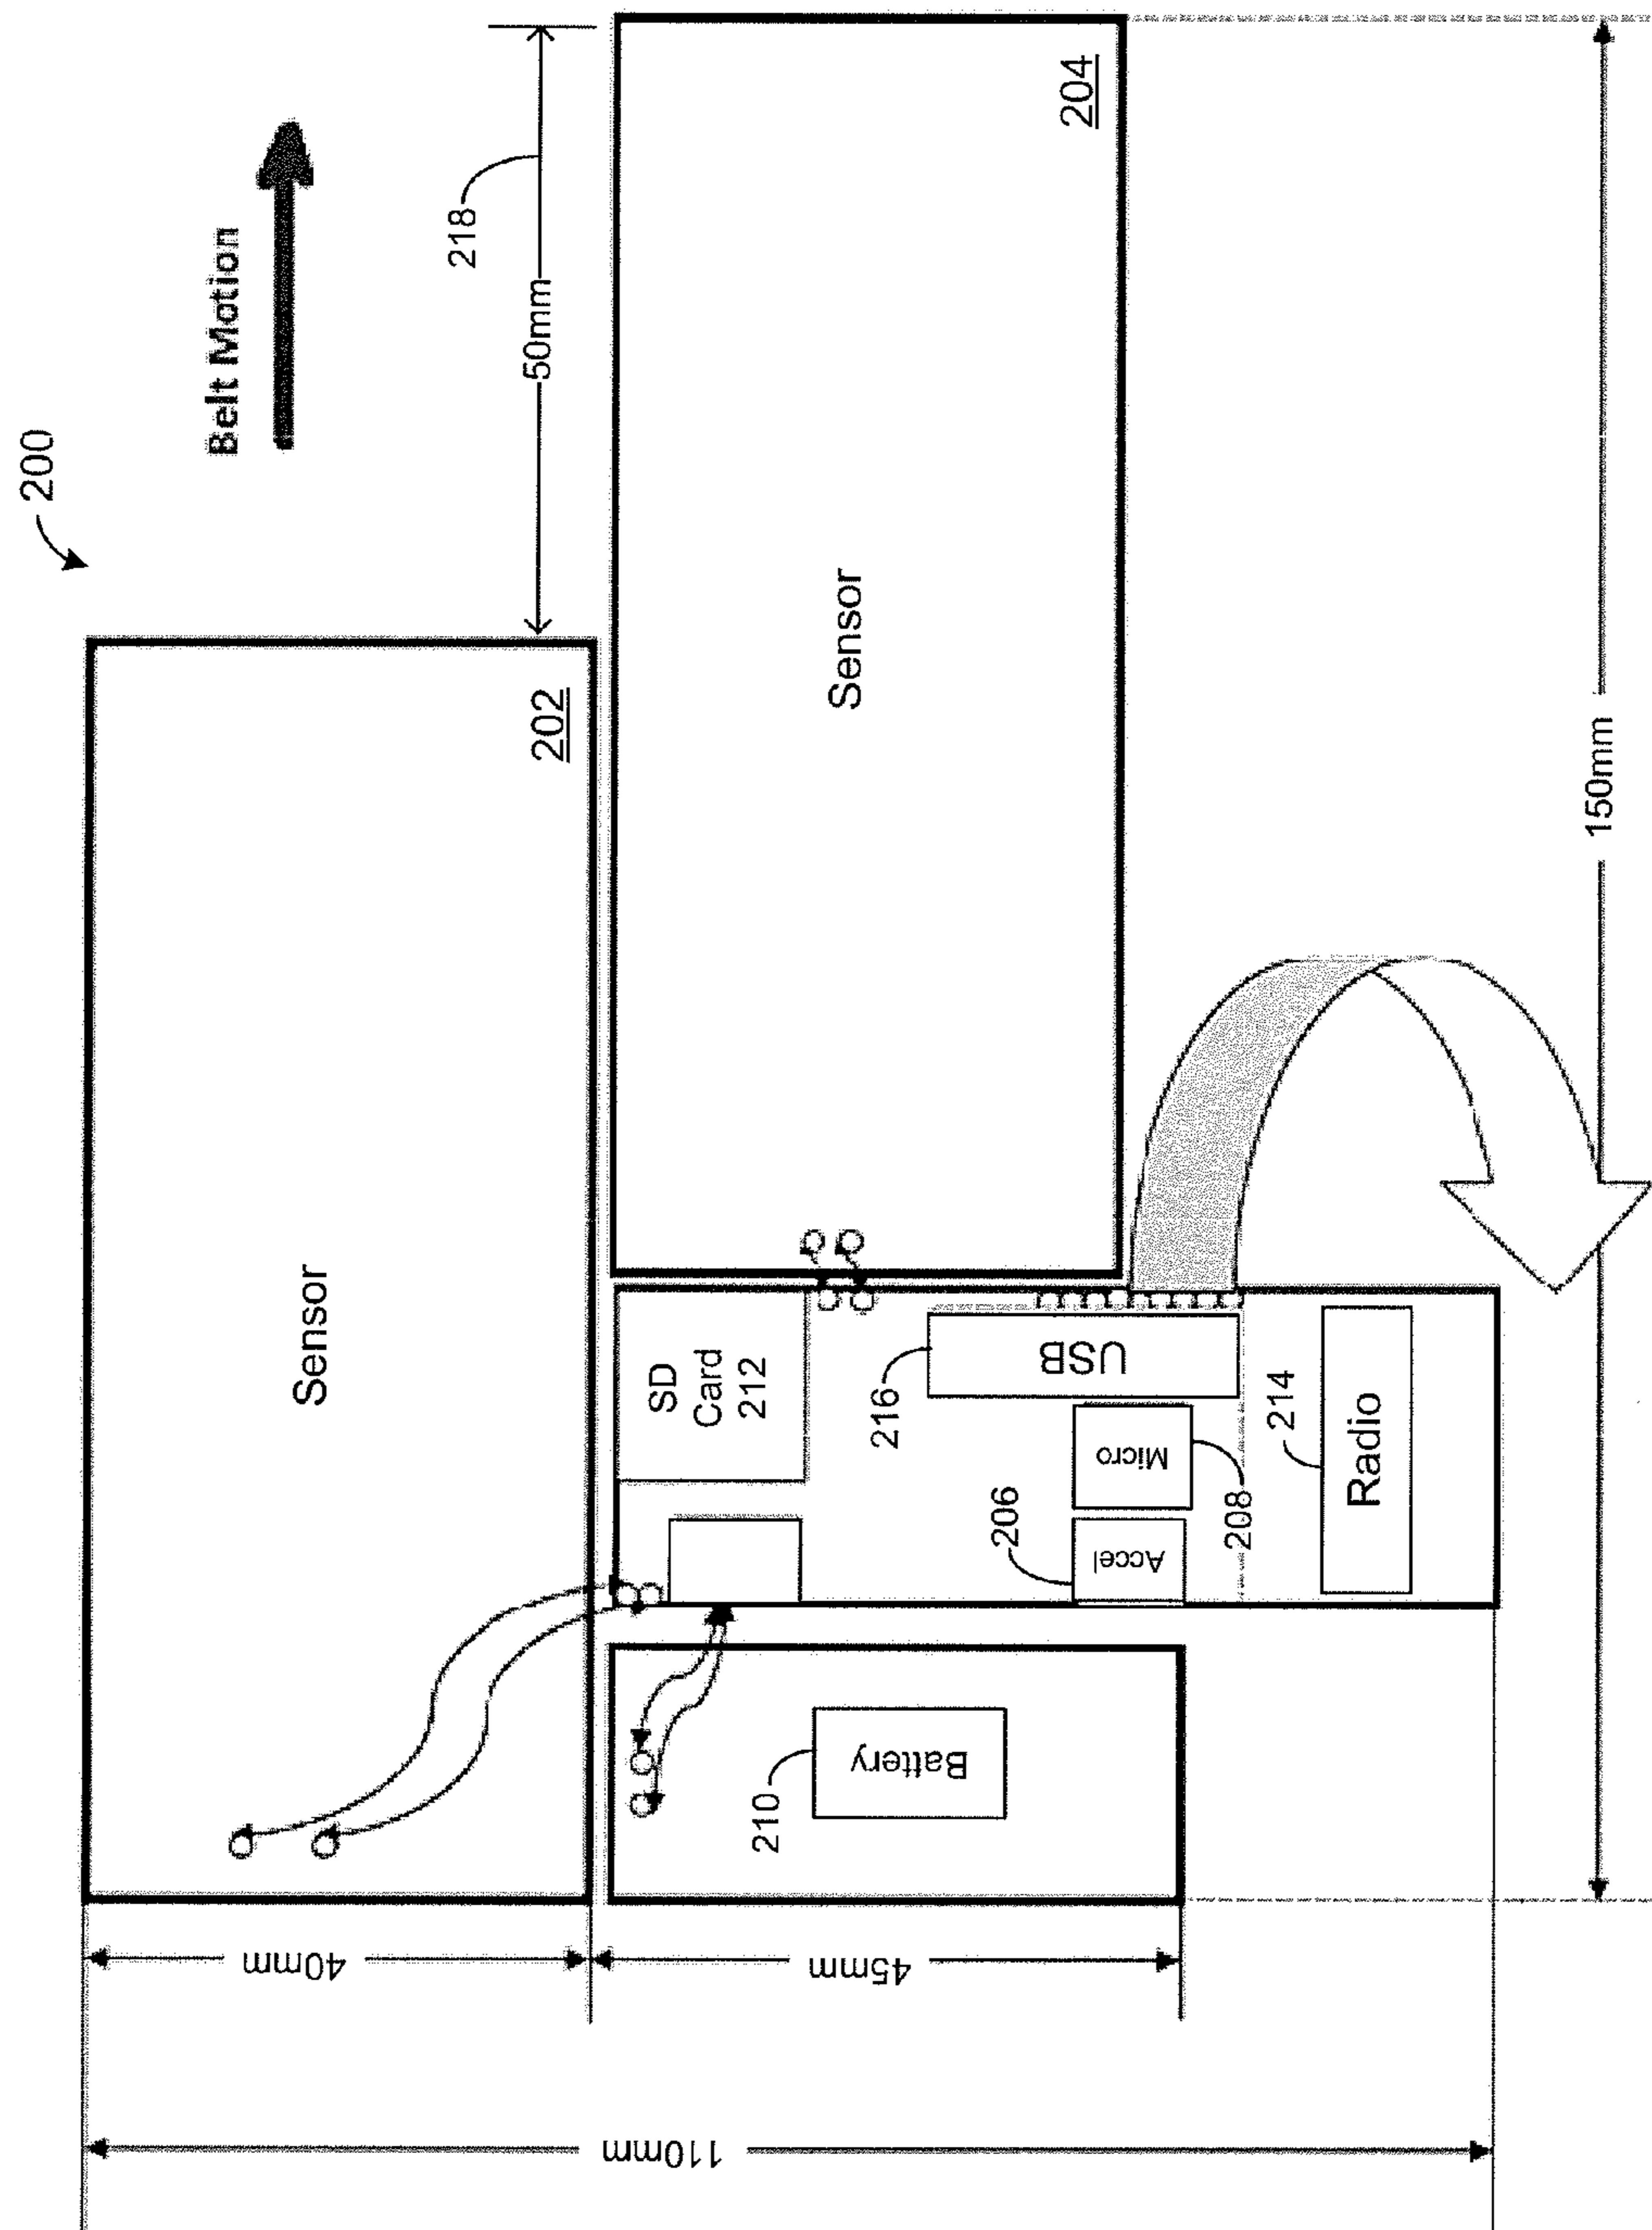 200
Belt Motion
218
50mm
Sensor
202
Sensor
204
SD
Card
212
216
USB
Micro
208
206
Accel
214
Radio
210
Battery
40mm
45mm
110mm
150mm